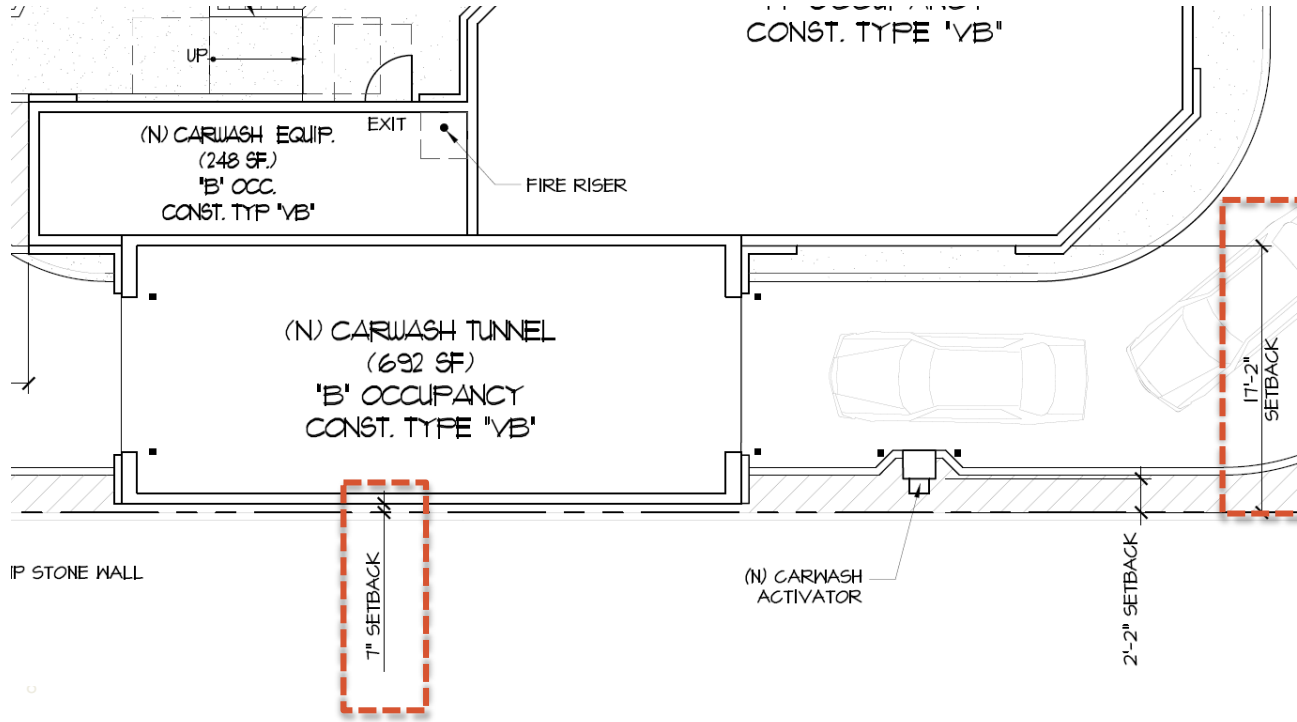 CONST. TYPE "VB"
UP
EXIT
(N) CARWASH EQUIP.
(248 SF.)
"B" OCC.
CONST. TYP "VB"
FIRE RISER
(N) CARWASH TUNNEL
(692 SF)
"B" OCCUPANCY
CONST. TYPE "VB"
17'-2"
SETBACK
7" SETBACK
(N) CARWASH
ACTIVATOR
2'-2" SETBACK
STONE WALL